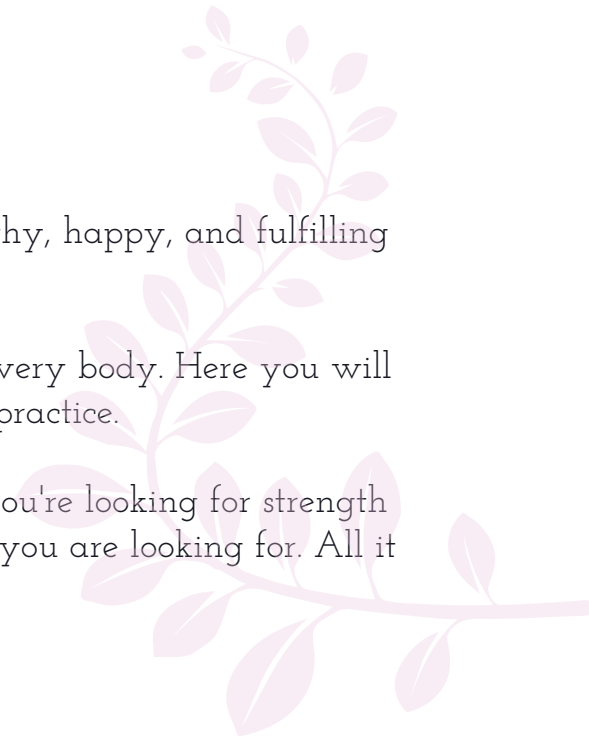 hy, happy, and fulfilling
very body. Here you will
practice.
ou're looking for strength
you are looking for. All it